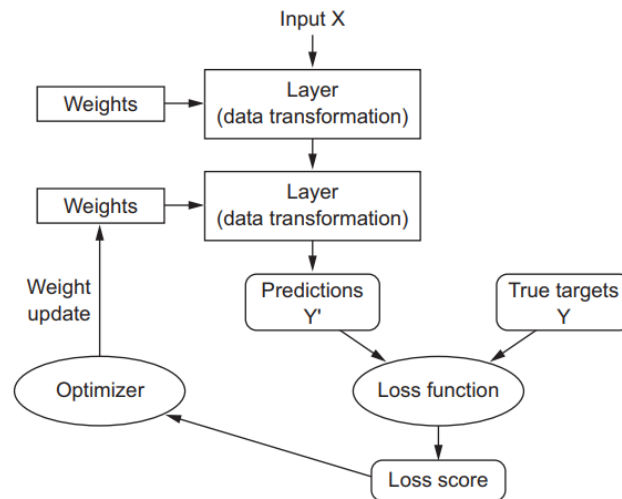 Input X
Layer
(data transformation)
Weights
Layer
(data transformation)
Weights
Weight
update
Predictions
Y'
True targets
Y
Optimizer
Loss function
Loss score